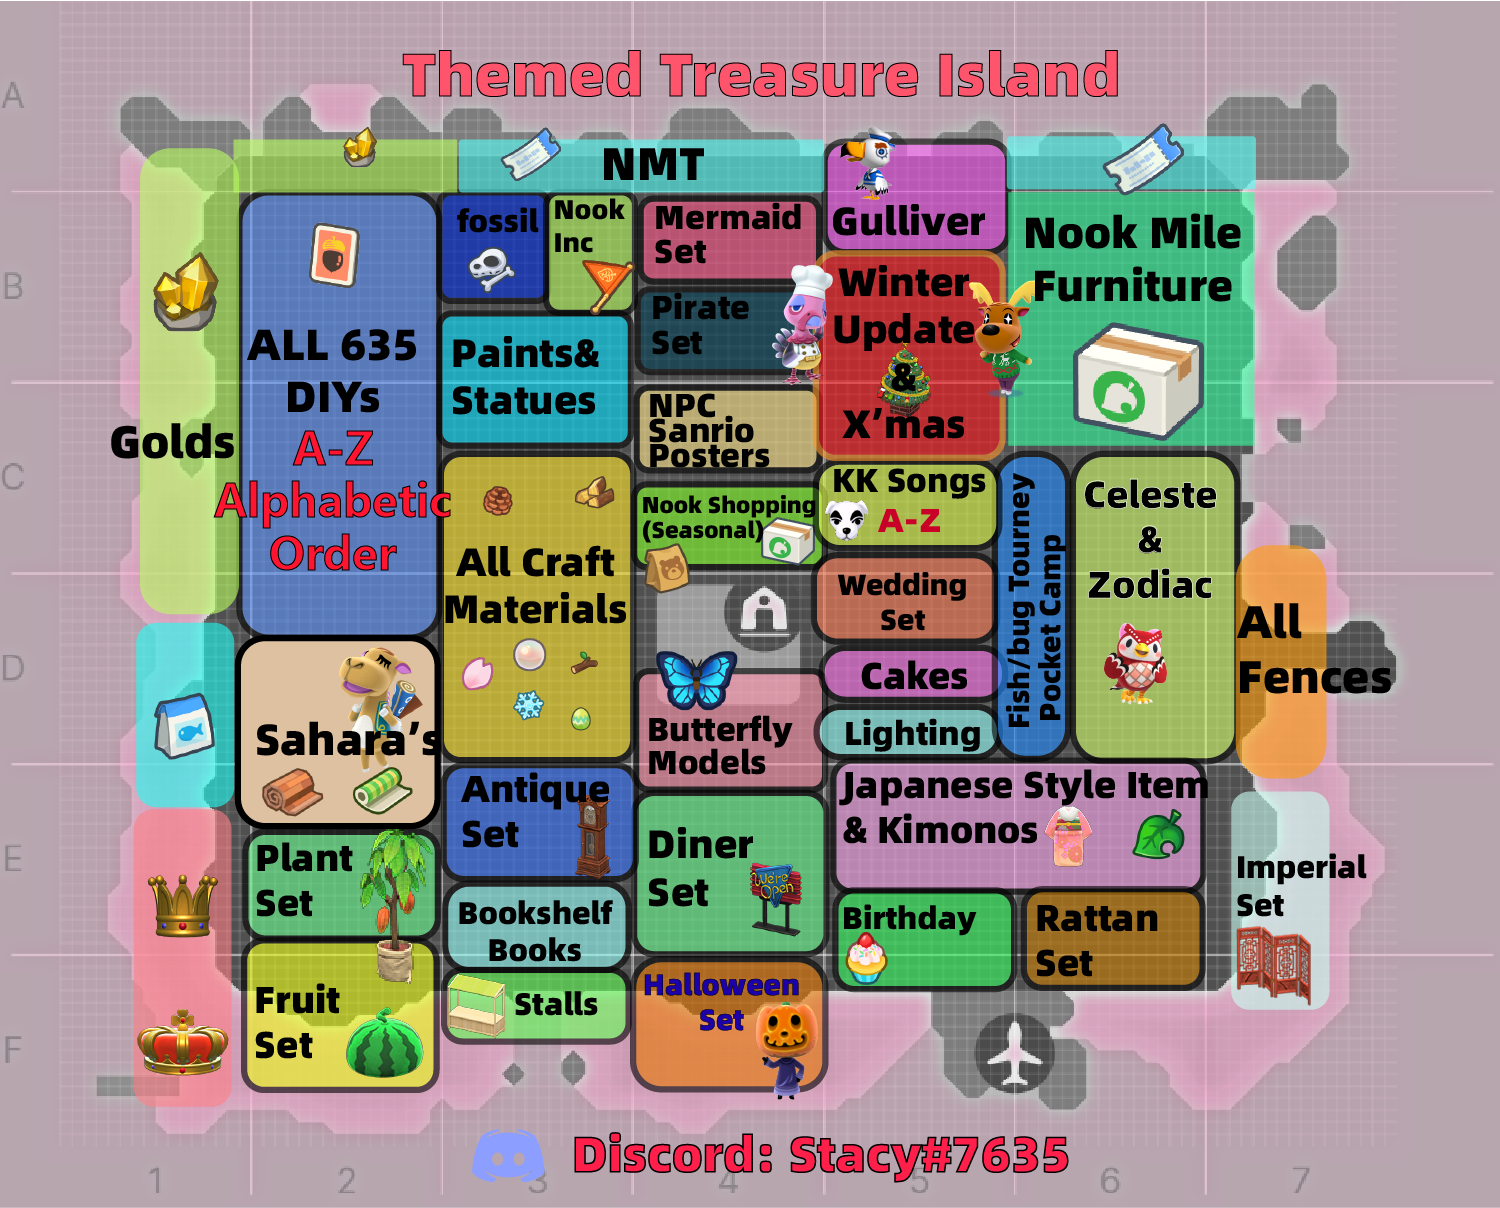 Themed Treasure Island
A
NMT
Gulliver
fossil
Nook
Inc
Mermaid
Set
Nook Mile
Furniture
B
Winter
Update
&
X'mas
Pirate
Set
ALL 635
DIYs
A-Z
Alphabetic
Order
Paints&
Statues
Golds
NPC
Sanrio
Posters
C
KK Songs
A-Z
Nook Shopping
(Seasonal)
Fish/bug Tourney
Pocket Camp
Celeste
&
Zodiac
All Craft
Materials
Wedding
Set
All
Fences
D
Cakes
Sahara's
Butterfly
Models
Lighting
Antique
Set
Japanese Style Item
& Kimonos
E
Plant
Set
Diner
Set
Were
Open
Imperial
Set
Bookshelf
Books
Birthday
Rattan
Set
Fruit
Set
Stalls
Halloween
Set
F
Discord: Stacy#7635
1
2
3
4
5
6
7